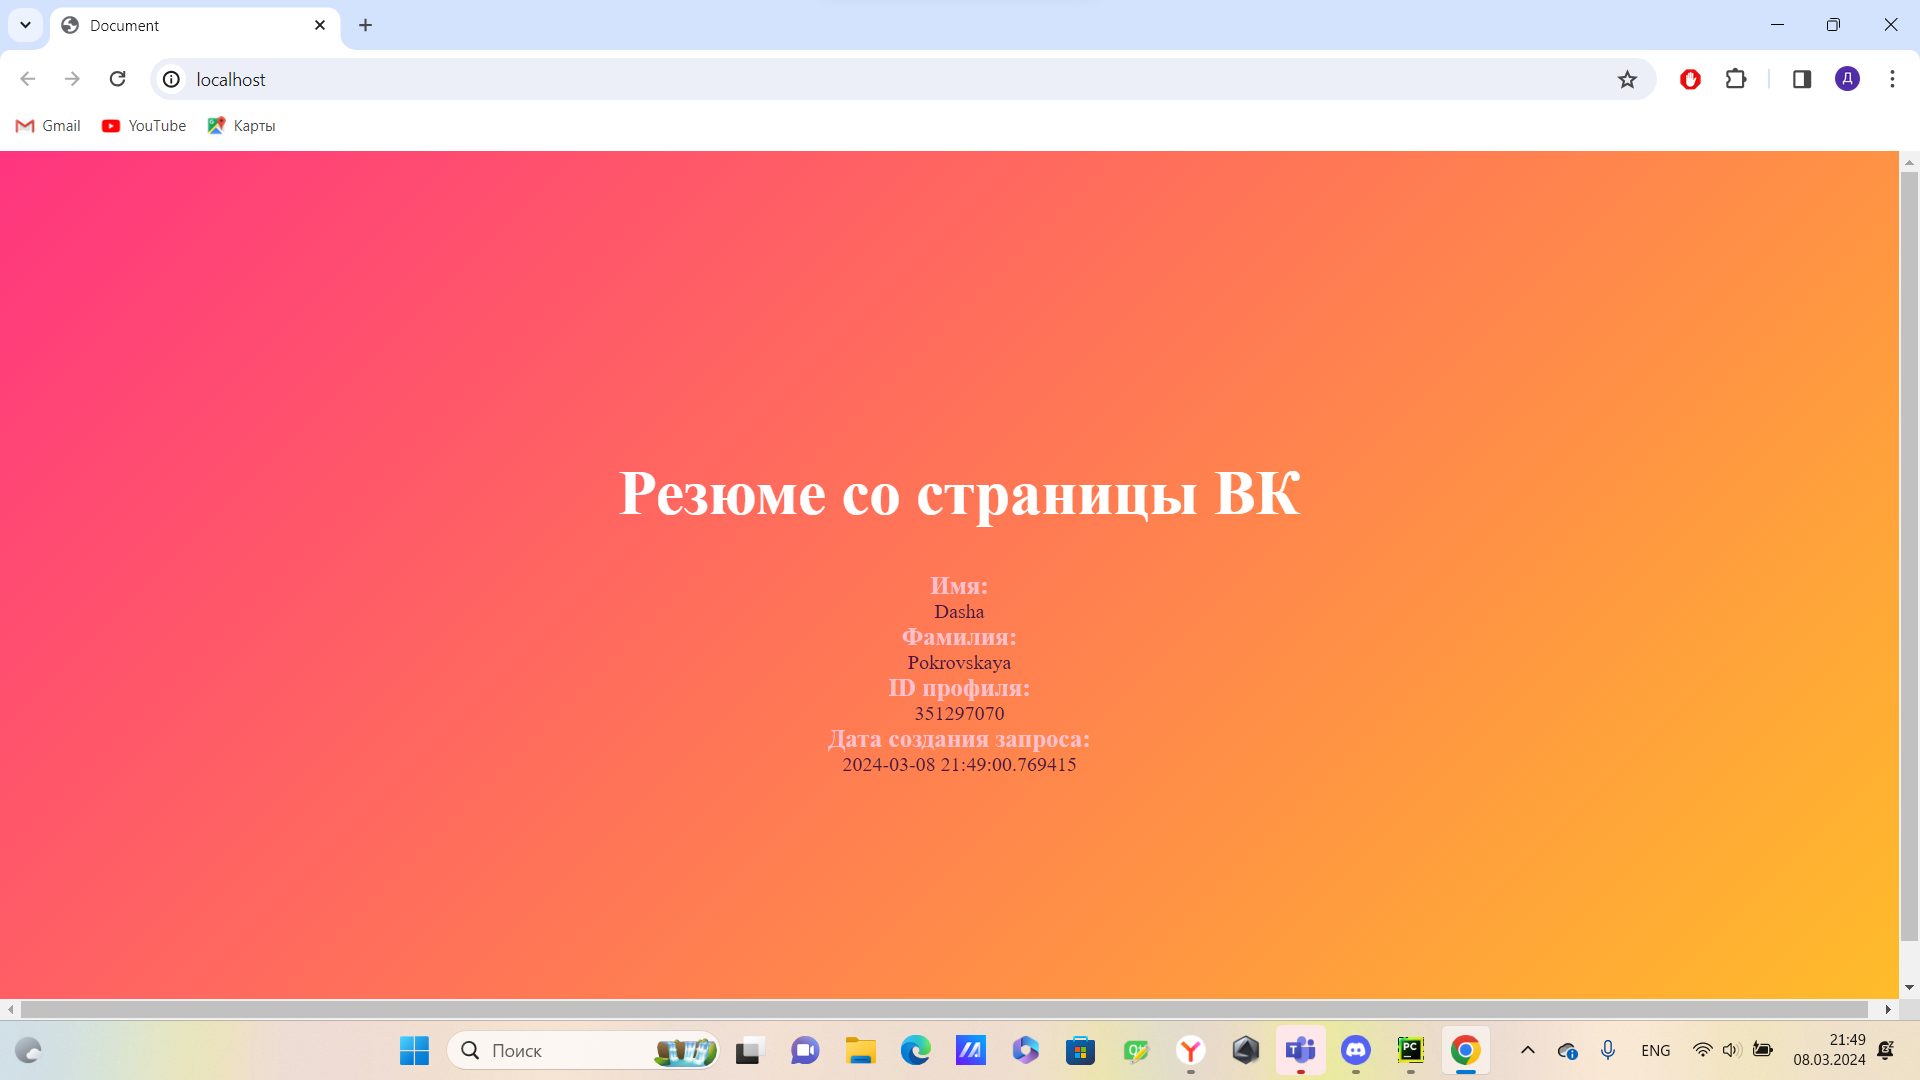 Document
localhost
Д
Gmail
YouTube
Карты
Резюме со страницы ВК
Имя:
Dasha
Фамилия:
Pokrovskaya
ID профиля:
351297070
Дата создания запроса:
2024-03-08 21:49:00.769415
Поиск
PC
ENG
21:49
08.03.2024